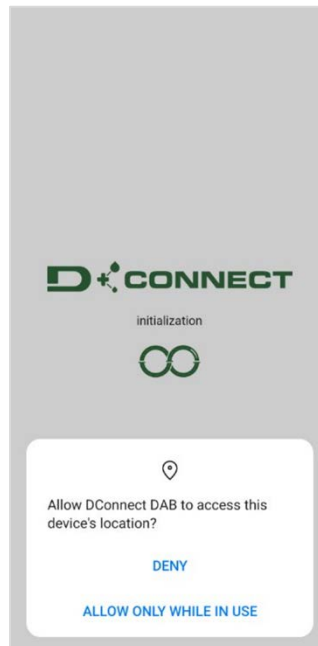 D+CONNECT
initialization
Allow DConnect DAB to access this
device's location?
DENY
ALLOW ONLY WHILE IN USE